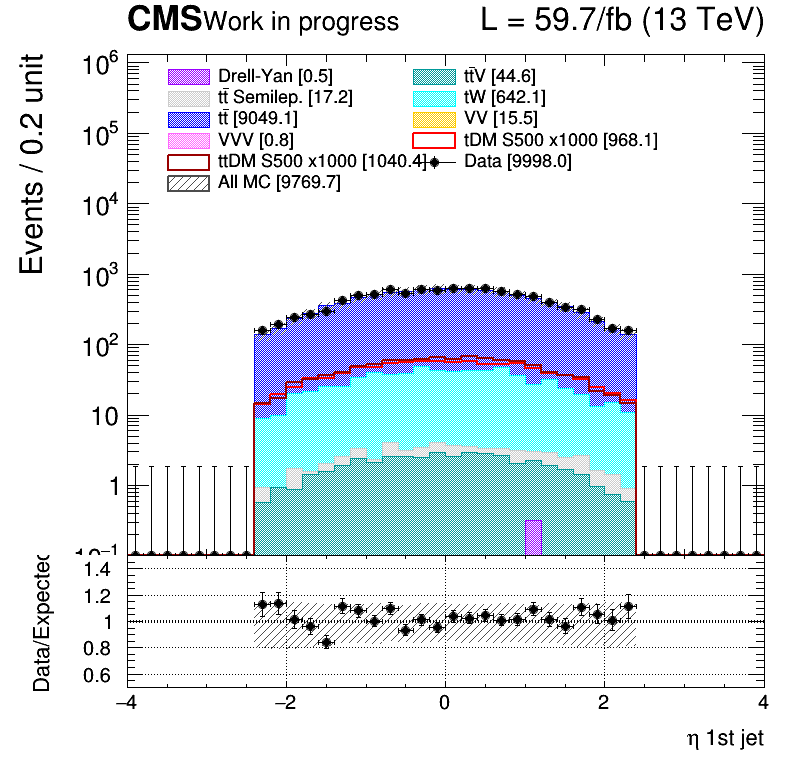 CMS Work in progress L = 59.7/fb (13 TeV)
Events / 0.2 unit
10⁶
10⁵
10⁴
10³
10²
10
1
10⁻¹
Drell-Yan [0.5]
tt̄V [44.6]
tt̄ Semilep. [17.2]
tW [642.1]
tt̄ [9049.1]
VV [15.5]
VVV [0.8]
tDM S500 x1000 [968.1]
ttDM S500 x1000 [1040.4]
Data [9998.0]
All MC [9769.7]
Data/Expected
1.4
1.2
1
0.8
0.6
−4 −2 0 2 4
η 1st jet